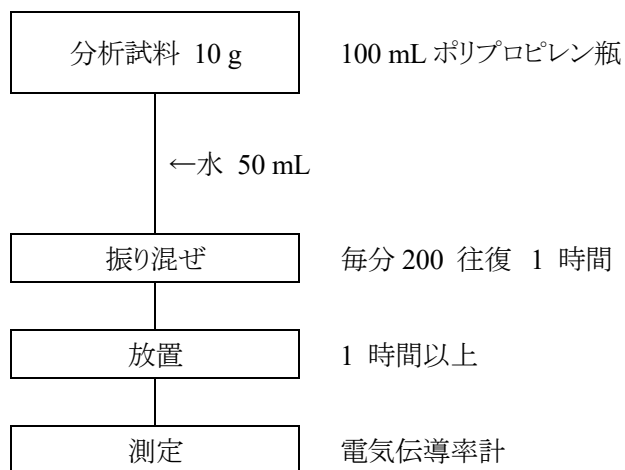 分析試料 10 g 100 mL ポリプロピレン瓶
←水 50 mL
振り混ぜ 毎分 200 往復 1 時間
放置 1 時間以上
測定 電気伝導率計